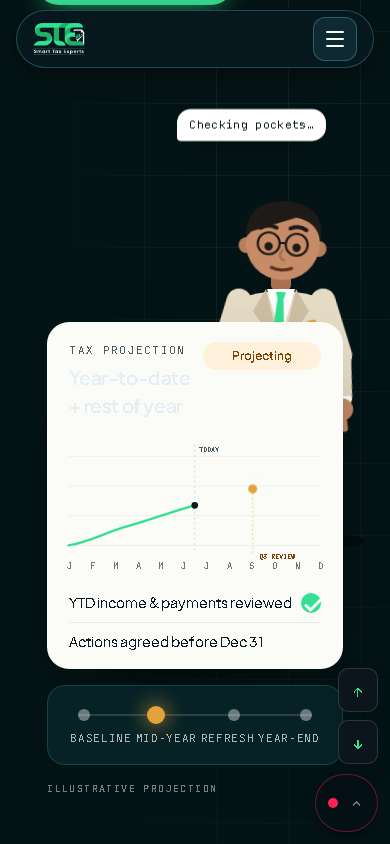 STE
Smart Tax Experts
Checking pockets…
TAX PROJECTION
Projecting
Year-to-date
+ rest of year
TODAY
Q3 REVIEW
J F M A M J J A S O N D
YTD income & payments reviewed
Actions agreed before Dec 31
BASELINE MID-YEAR REFRESH YEAR-END
ILLUSTRATIVE PROJECTION